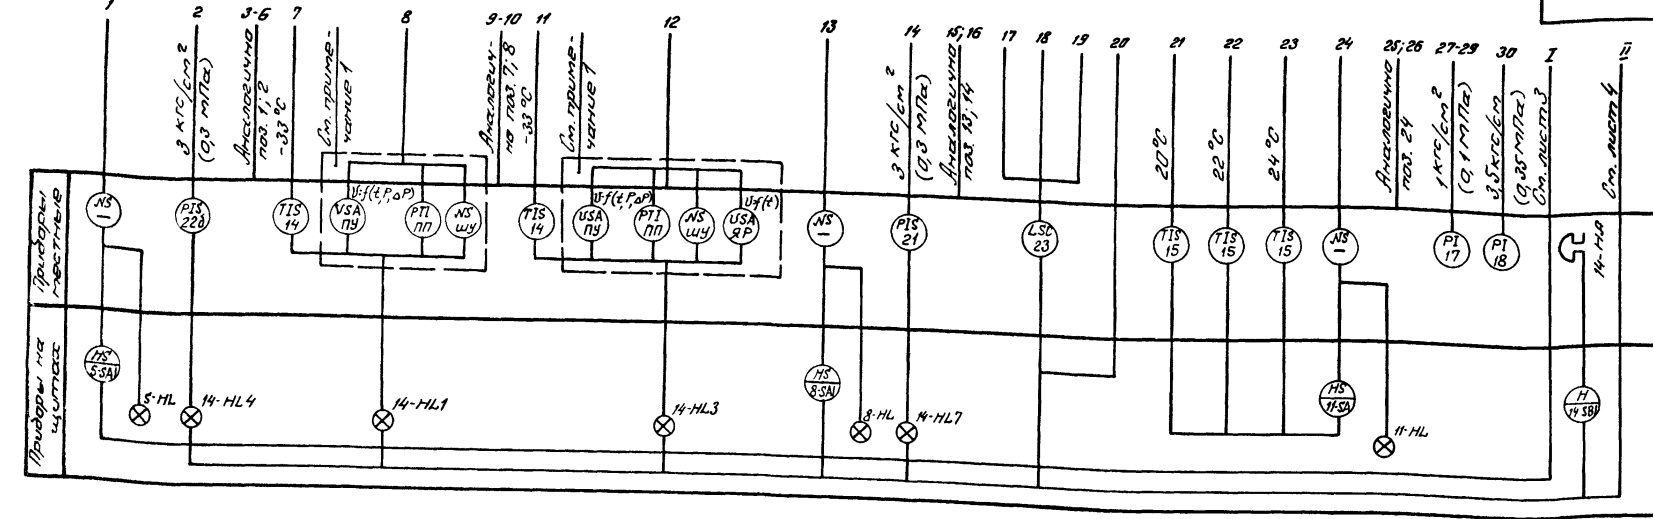 1
2
3-6
7
8
9-10
11
12
13
14
15; 16
17
18
19
20
21
22
23
24
25; 26
27-29
30
I
II
3 кгс/см²
(0,3 мПа)
Аналогично
поз. 1; 2
-33°С
См. приме-
чание 1
Аналогич-
на поз. 7; 8
-33°С
См. приме-
чание 1
3 кгс/см²
(0,3 мПа)
Аналогично
поз. 13; 14
20°С
22°С
24°С
Аналогично
поз. 24
1 кгс/см²
(0,1 мПа)
3,5 кгс/см
(0,35 мПа)
См. лист 3
См. лист 4
Приборы
местные
NS
—
PIS
22д
TIS
14
v=f(t,P,ΔP)
USA
ПУ
PTI
ПП
NS
ШУ
TIS
14
v=f(t,P,ΔP)
USA
ПУ
PTI
ПП
NS
ШУ
v=f(t)
USA
ЯР
NS
—
PIS
21
LSC
23
TIS
15
TIS
15
TIS
15
NS
—
PI
17
PI
18
14-HA
Приборы на
щитах
HS
5-SA1
5-HL
14-HL4
14-HL1
14-HL3
HS
8-SA1
8-HL
14-HL7
HS
11-SA
11-HL
H
14 SB1